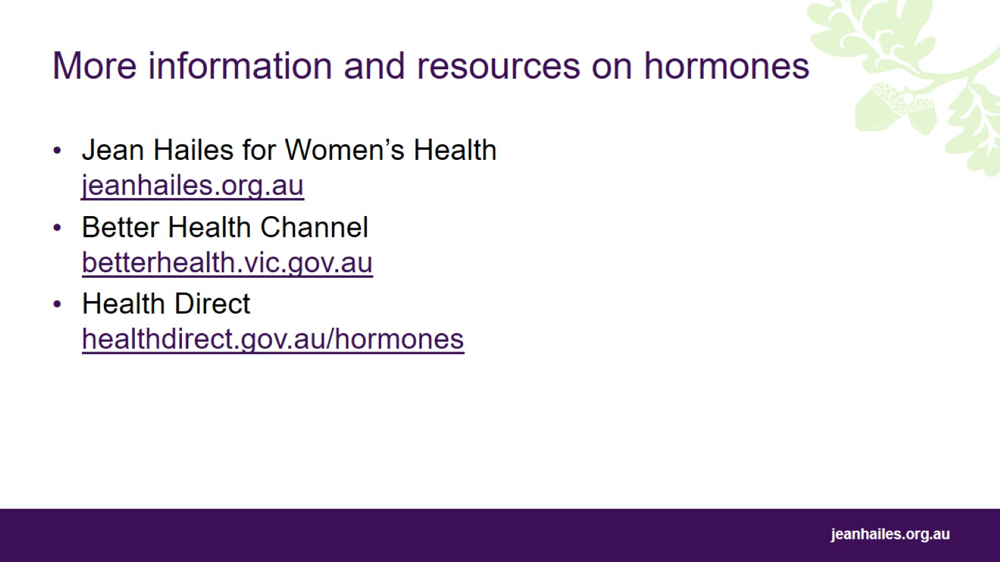 More information and resources on hormones
• Jean Hailes for Women’s Health
jeanhailes.org.au
• Better Health Channel
betterhealth.vic.gov.au
• Health Direct
healthdirect.gov.au/hormones
jeanhailes.org.au